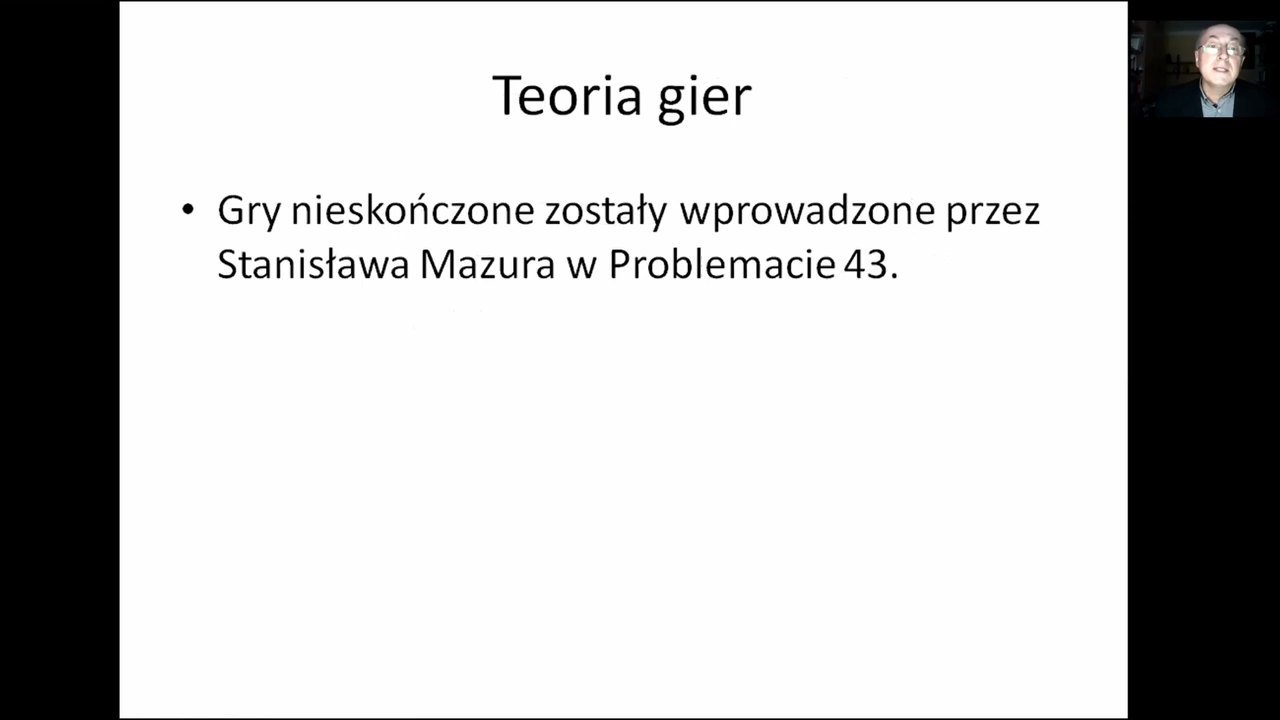 Teoria gier
• Gry nieskończone zostały wprowadzone przez
Stanisława Mazura w Problemacie 43.